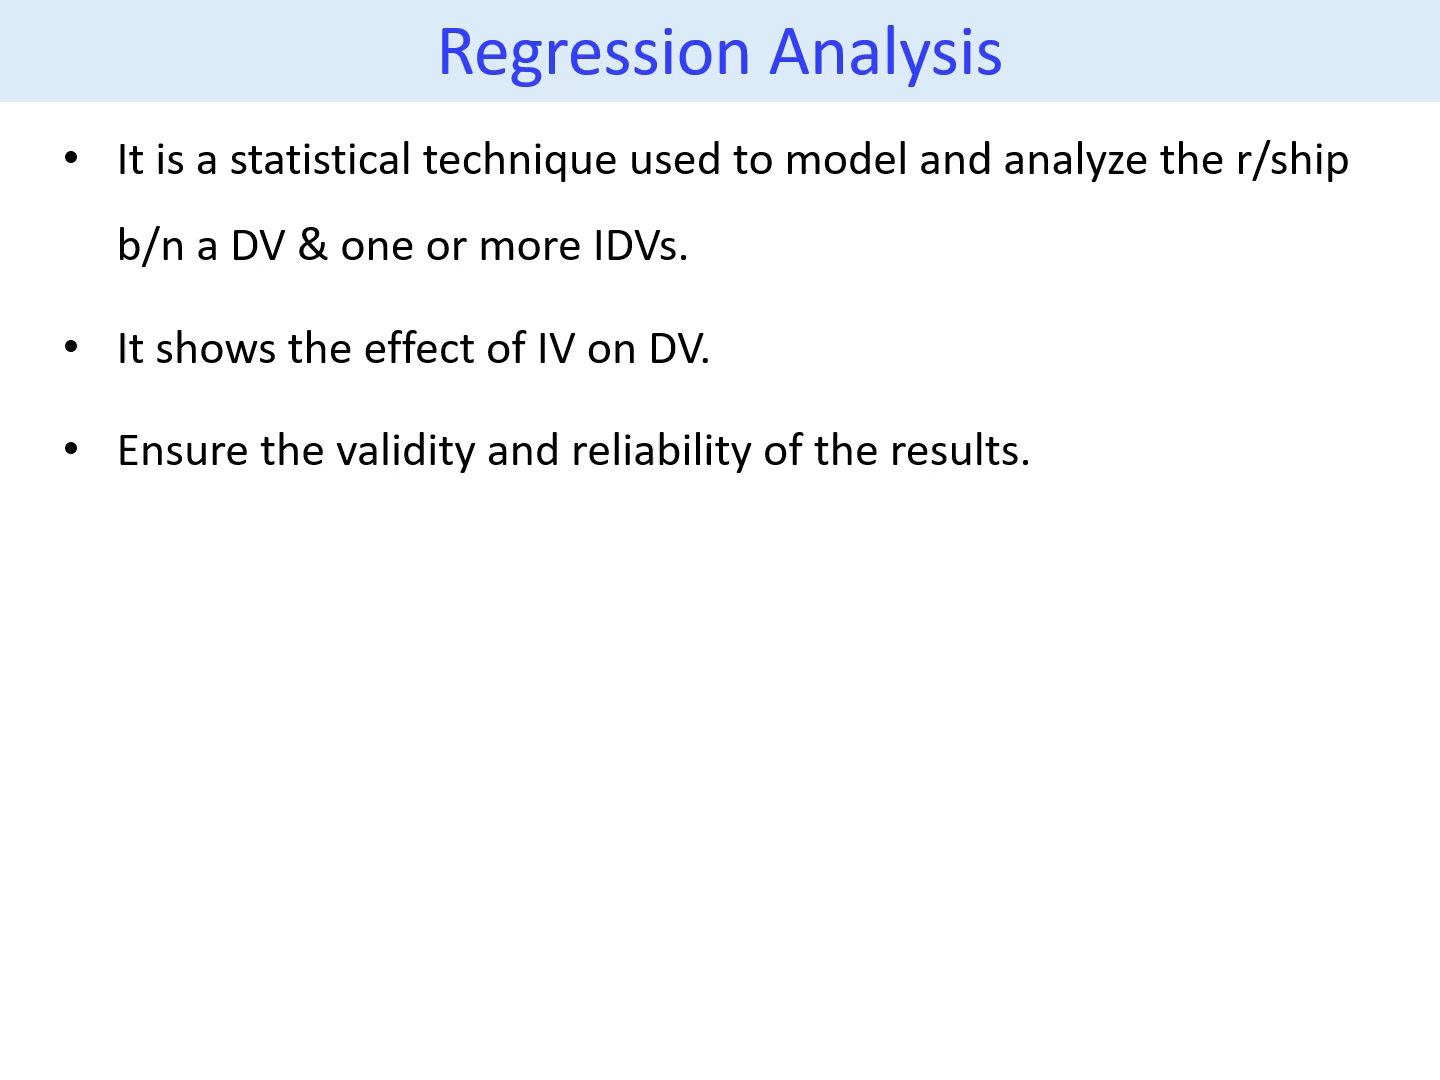 Regression Analysis
• It is a statistical technique used to model and analyze the r/ship
b/n a DV & one or more IDVs.
• It shows the effect of IV on DV.
• Ensure the validity and reliability of the results.